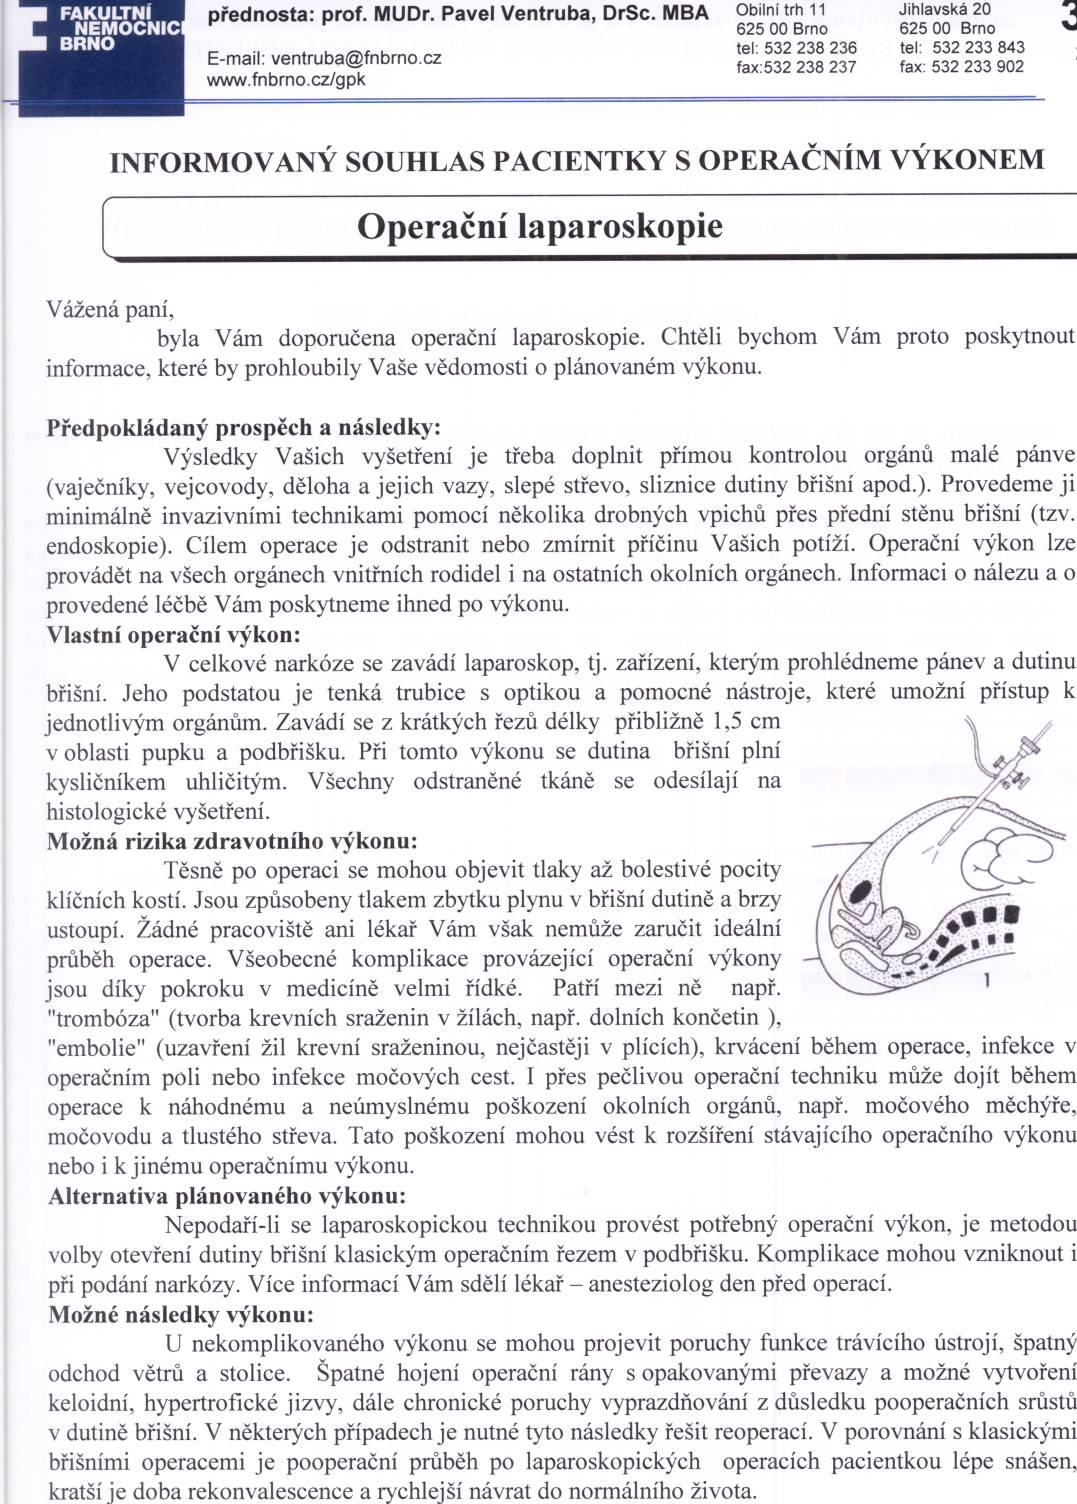 FAKULTNÍ
NEMOCNICE
BRNO
přednosta: prof. MUDr. Pavel Ventruba, DrSc. MBA
E-mail: ventruba@fnbrno.cz
www.fnbrno.cz/gpk
Obilní trh 11
625 00 Brno
tel: 532 238 236
fax:532 238 237
Jihlavská 20
625 00 Brno
tel: 532 233 843
fax: 532 233 902
INFORMOVANÝ SOUHLAS PACIENTKY S OPERAČNÍM VÝKONEM
Operační laparoskopie
Vážená paní,
byla Vám doporučena operační laparoskopie. Chtěli bychom Vám proto poskytnout
informace, které by prohloubily Vaše vědomosti o plánovaném výkonu.
Předpokládaný prospěch a následky:
Výsledky Vašich vyšetření je třeba doplnit přímou kontrolou orgánů malé pánve
(vaječníky, vejcovody, děloha a jejich vazy, slepé střevo, sliznice dutiny břišní apod.). Provedeme ji
minimálně invazivními technikami pomocí několika drobných vpichů přes přední stěnu břišní (tzv.
endoskopie). Cílem operace je odstranit nebo zmírnit příčinu Vašich potíží. Operační výkon lze
provádět na všech orgánech vnitřních rodidel i na ostatních okolních orgánech. Informaci o nálezu a o
provedené léčbě Vám poskytneme ihned po výkonu.
Vlastní operační výkon:
V celkové narkóze se zavádí laparoskop, tj. zařízení, kterým prohlédneme pánev a dutinu
břišní. Jeho podstatou je tenká trubice s optikou a pomocné nástroje, které umožní přístup k
jednotlivým orgánům. Zavádí se z krátkých řezů délky přibližně 1,5 cm
v oblasti pupku a podbřišku. Při tomto výkonu se dutina břišní plní
kysličníkem uhličitým. Všechny odstraněné tkáně se odesílají na
histologické vyšetření.
Možná rizika zdravotního výkonu:
Těsně po operaci se mohou objevit tlaky až bolestivé pocity
klíčních kostí. Jsou způsobeny tlakem zbytku plynu v břišní dutině a brzy
ustoupí. Žádné pracoviště ani lékař Vám však nemůže zaručit ideální
průběh operace. Všeobecné komplikace provázející operační výkony
jsou díky pokroku v medicíně velmi řídké. Patří mezi ně např.
"trombóza" (tvorba krevních sraženin v žílách, např. dolních končetin ),
"embolie" (uzavření žil krevní sraženinou, nejčastěji v plících), krvácení během operace, infekce v
operačním poli nebo infekce močových cest. I přes pečlivou operační techniku může dojít během
operace k náhodnému a neúmyslnému poškození okolních orgánů, např. močového měchýře,
močovodu a tlustého střeva. Tato poškození mohou vést k rozšíření stávajícího operačního výkonu
nebo i k jinému operačnímu výkonu.
1
Alternativa plánovaného výkonu:
Nepodaří-li se laparoskopickou technikou provést potřebný operační výkon, je metodou
volby otevření dutiny břišní klasickým operačním řezem v podbřišku. Komplikace mohou vzniknout i
při podání narkózy. Více informací Vám sdělí lékař – anesteziolog den před operací.
Možné následky výkonu:
U nekomplikovaného výkonu se mohou projevit poruchy funkce trávícího ústrojí, špatný
odchod větrů a stolice. Špatné hojení operační rány s opakovanými převazy a možné vytvoření
keloidní, hypertrofické jizvy, dále chronické poruchy vyprazdňování z důsledku pooperačních srůstů
v dutině břišní. V některých případech je nutné tyto následky řešit reoperací. V porovnání s klasickými
břišními operacemi je pooperační průběh po laparoskopických operacích pacientkou lépe snášen,
kratší je doba rekonvalescence a rychlejší návrat do normálního života.